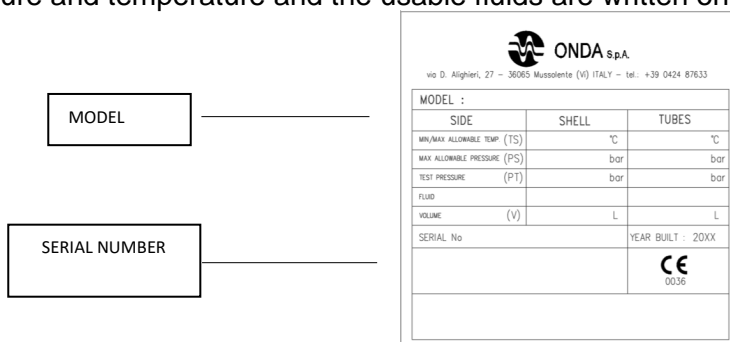 ure and temperature and the usable fluids are written on
ONDA S.p.A.
via D. Alighieri, 27 – 36065 Mussolente (Vi) ITALY – tel.: +39 0424 87633
MODEL
MODEL :
SIDE SHELL TUBES
MIN/MAX ALLOWABLE TEMP. (TS) °C °C
MAX ALLOWABLE PRESSURE (PS) bar bar
TEST PRESSURE (PT) bar bar
FLUID
VOLUME (V) L L
SERIAL NUMBER
SERIAL No YEAR BUILT : 20XX
CE
0036